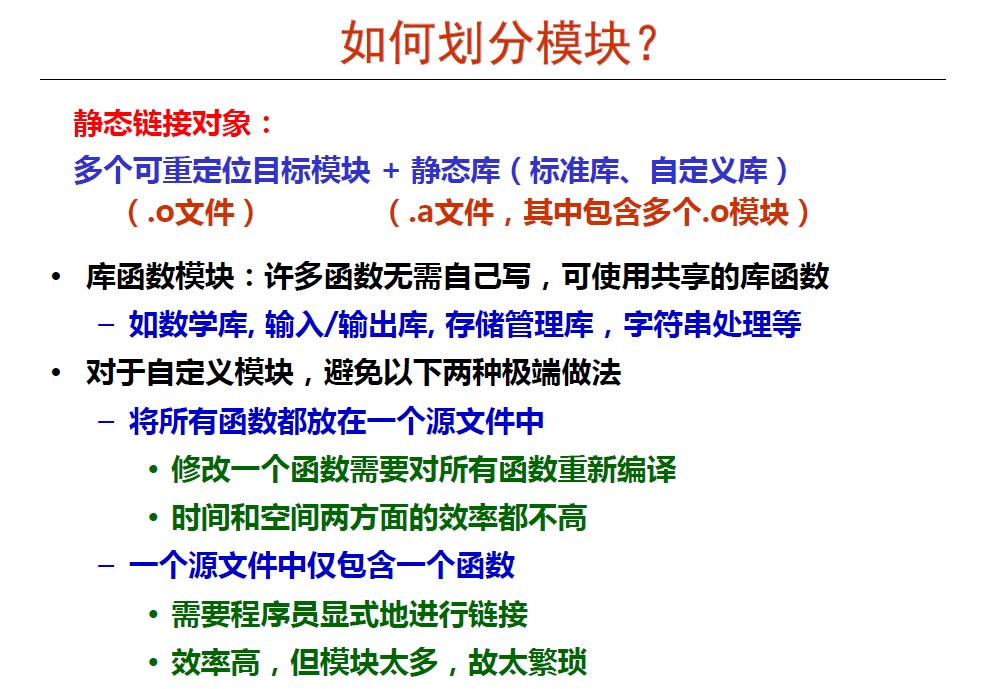 如何划分模块？
静态链接对象：
多个可重定位目标模块 + 静态库（标准库、自定义库）
（.o文件） （.a文件，其中包含多个.o模块）
• 库函数模块：许多函数无需自己写，可使用共享的库函数
– 如数学库, 输入/输出库, 存储管理库，字符串处理等
• 对于自定义模块，避免以下两种极端做法
– 将所有函数都放在一个源文件中
• 修改一个函数需要对所有函数重新编译
• 时间和空间两方面的效率都不高
– 一个源文件中仅包含一个函数
• 需要程序员显式地进行链接
• 效率高，但模块太多，故太繁琐